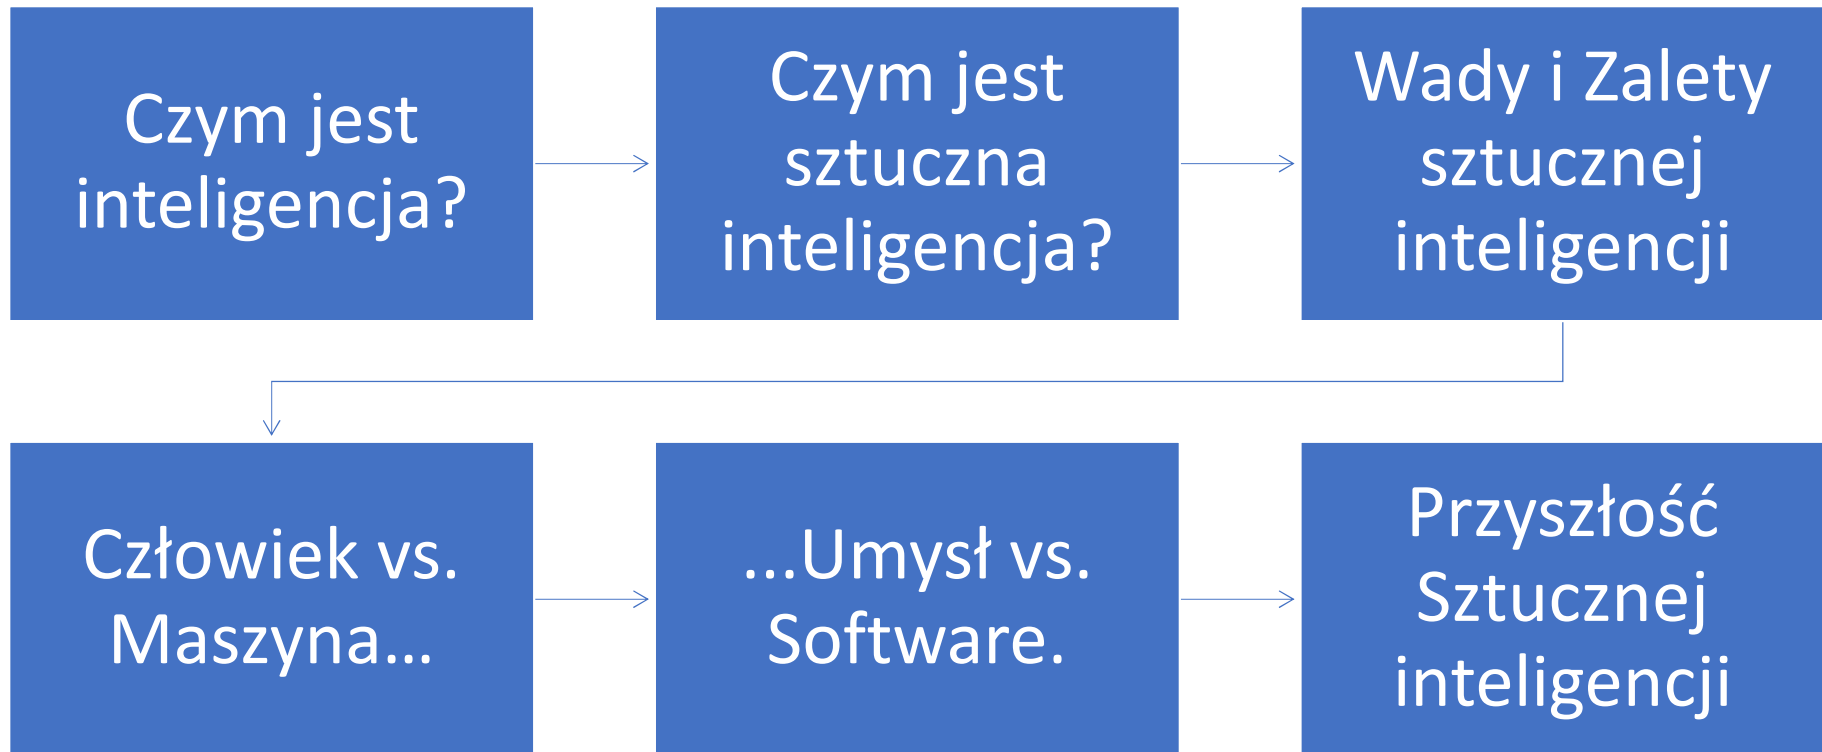 Czym jest
inteligencja?
Czym jest
sztuczna
inteligencja?
Wady i Zalety
sztucznej
inteligencji
Człowiek vs.
Maszyna...
...Umysł vs.
Software.
Przyszłość
Sztucznej
inteligencji